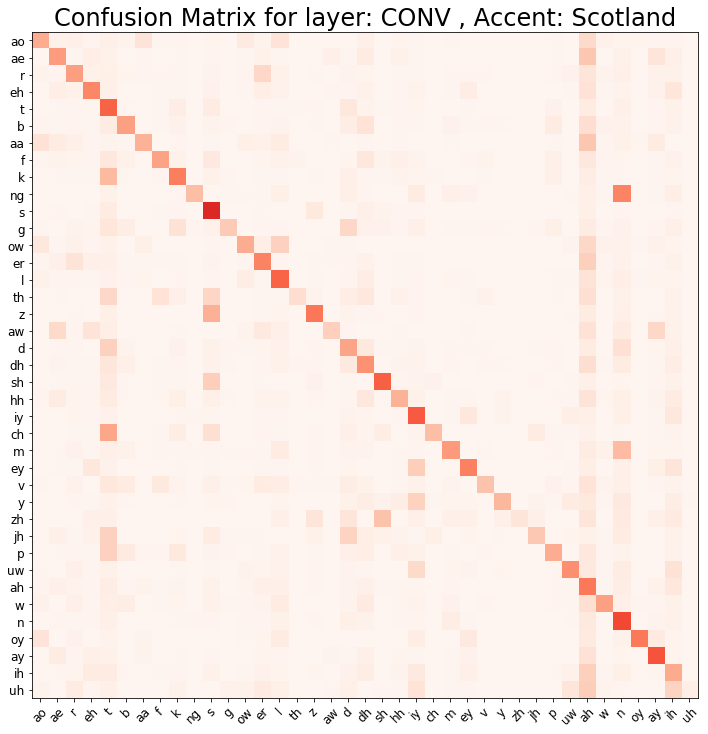 Confusion Matrix for layer: CONV , Accent: Scotland
ao
ae
r
eh
t
b
aa
f
k
ng
s
g
ow
er
l
th
z
aw
d
dh
sh
hh
iy
ch
m
ey
v
y
zh
jh
p
uw
ah
w
n
oy
ay
ih
uh
ao ae r eh t b aa f k ng s g ow er l th z aw d dh sh hh iy ch m ey v y zh jh p uw ah w n oy ay ih uh